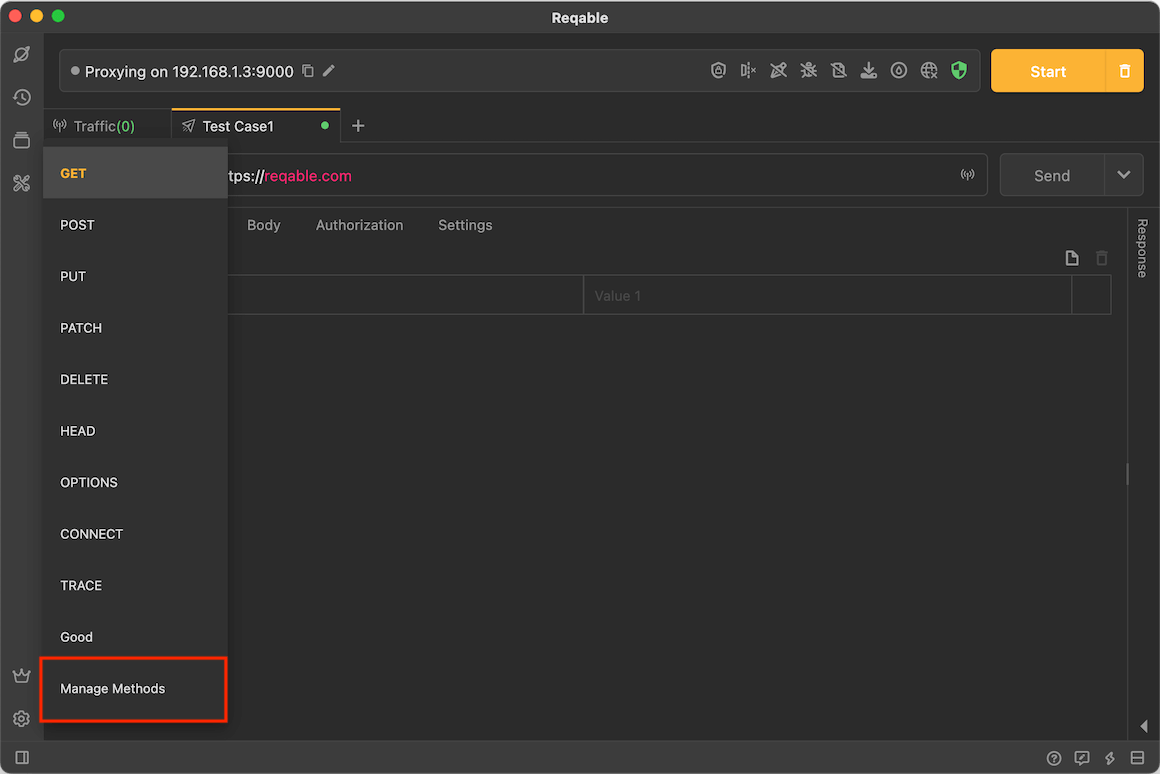 Reqable
Proxying on 192.168.1.3:9000
Start
Traffic(0)
Test Case1
GET
tps://reqable.com
Send
POST
Body
Authorization
Settings
Response
PUT
Value 1
PATCH
DELETE
HEAD
OPTIONS
CONNECT
TRACE
Good
Manage Methods